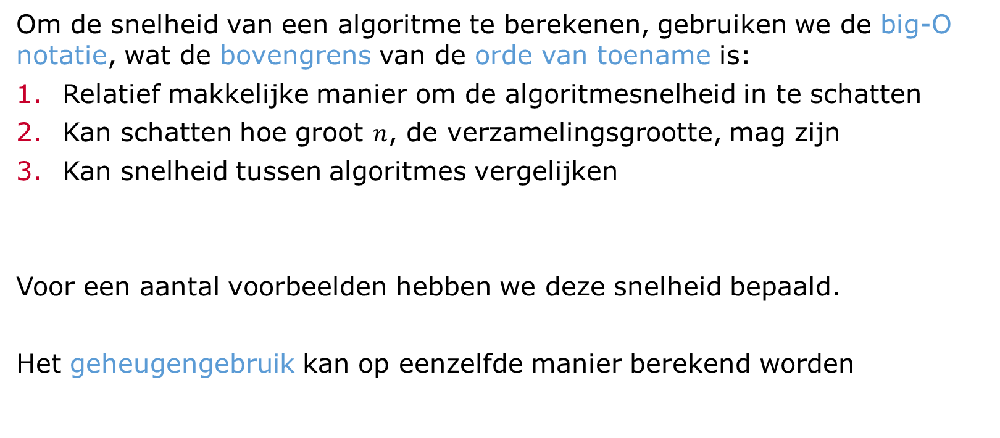 Om de snelheid van een algoritme te berekenen, gebruiken we de big-O
notatie, wat de bovengrens van de orde van toename is:
1. Relatief makkelijke manier om de algoritmesnelheid in te schatten
2. Kan schatten hoe groot n, de verzamelingsgrootte, mag zijn
3. Kan snelheid tussen algoritmes vergelijken
Voor een aantal voorbeelden hebben we deze snelheid bepaald.
Het geheugengebruik kan op eenzelfde manier berekend worden